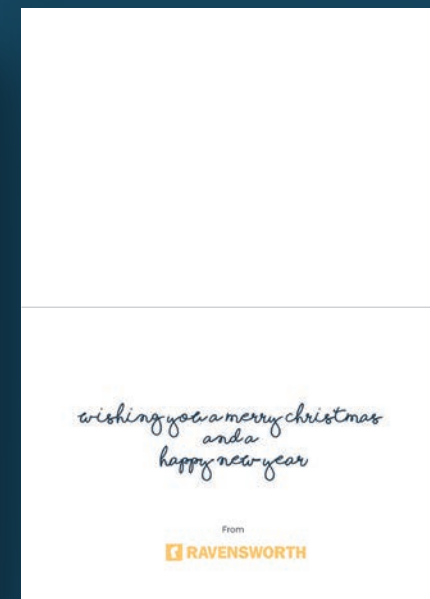 wishing you a merry christmas
and a
happy new year
From
RAVENSWORTH